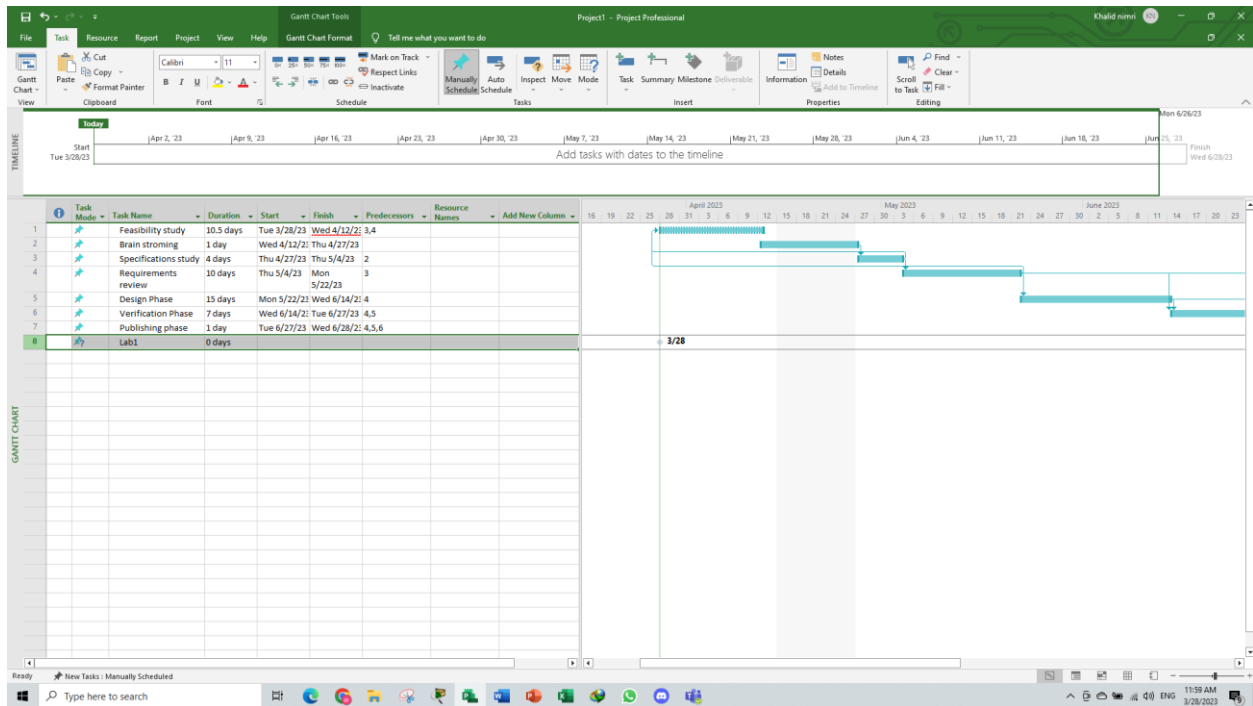 Gantt Chart Tools
Project1 - Project Professional
Khalid nimri KN
File Task Resource Report Project View Help Gantt Chart Format Tell me what you want to do
Gantt Chart
View
Paste
Cut
Copy
Format Painter
Clipboard
Calibri 11
B I U A
Font
0% 25% 50% 75% 100%
Mark on Track
Respect Links
Inactivate
Schedule
Manually Schedule
Auto Schedule
Inspect Move Mode
Tasks
Task Summary Milestone Deliverable
Insert
Information
Notes
Details
Add to Timeline
Properties
Scroll to Task
Find
Clear
Fill
Editing
TIMELINE
Today
Mon 6/26/23
Start
Tue 3/28/23
Apr 2, '23 Apr 9, '23 Apr 16, '23 Apr 23, '23 Apr 30, '23 May 7, '23 May 14, '23 May 21, '23 May 28, '23 Jun 4, '23 Jun 11, '23 Jun 18, '23 Jun 25, '23
Add tasks with dates to the timeline
Finish
Wed 6/28/23
GANTT CHART
Task Mode Task Name Duration Start Finish Predecessors Resource Names Add New Column
1 Feasibility study 10.5 days Tue 3/28/23 Wed 4/12/23 3,4
2 Brain stroming 1 day Wed 4/12/23 Thu 4/27/23
3 Specifications study 4 days Thu 4/27/23 Thu 5/4/23 2
4 Requirements review 10 days Thu 5/4/23 Mon 5/22/23 3
5 Design Phase 15 days Mon 5/22/23 Wed 6/14/23 4
6 Verification Phase 7 days Wed 6/14/23 Tue 6/27/23 4,5
7 Publishing phase 1 day Tue 6/27/23 Wed 6/28/23 4,5,6
8 Lab1 0 days
April 2023 May 2023 June 2023
16 19 22 25 28 31 3 6 9 12 15 18 21 24 27 30 3 6 9 12 15 18 21 24 27 30 2 5 8 11 14 17 20 23
3/28
Ready New Tasks : Manually Scheduled
Type here to search
ENG
11:59 AM
3/28/2023